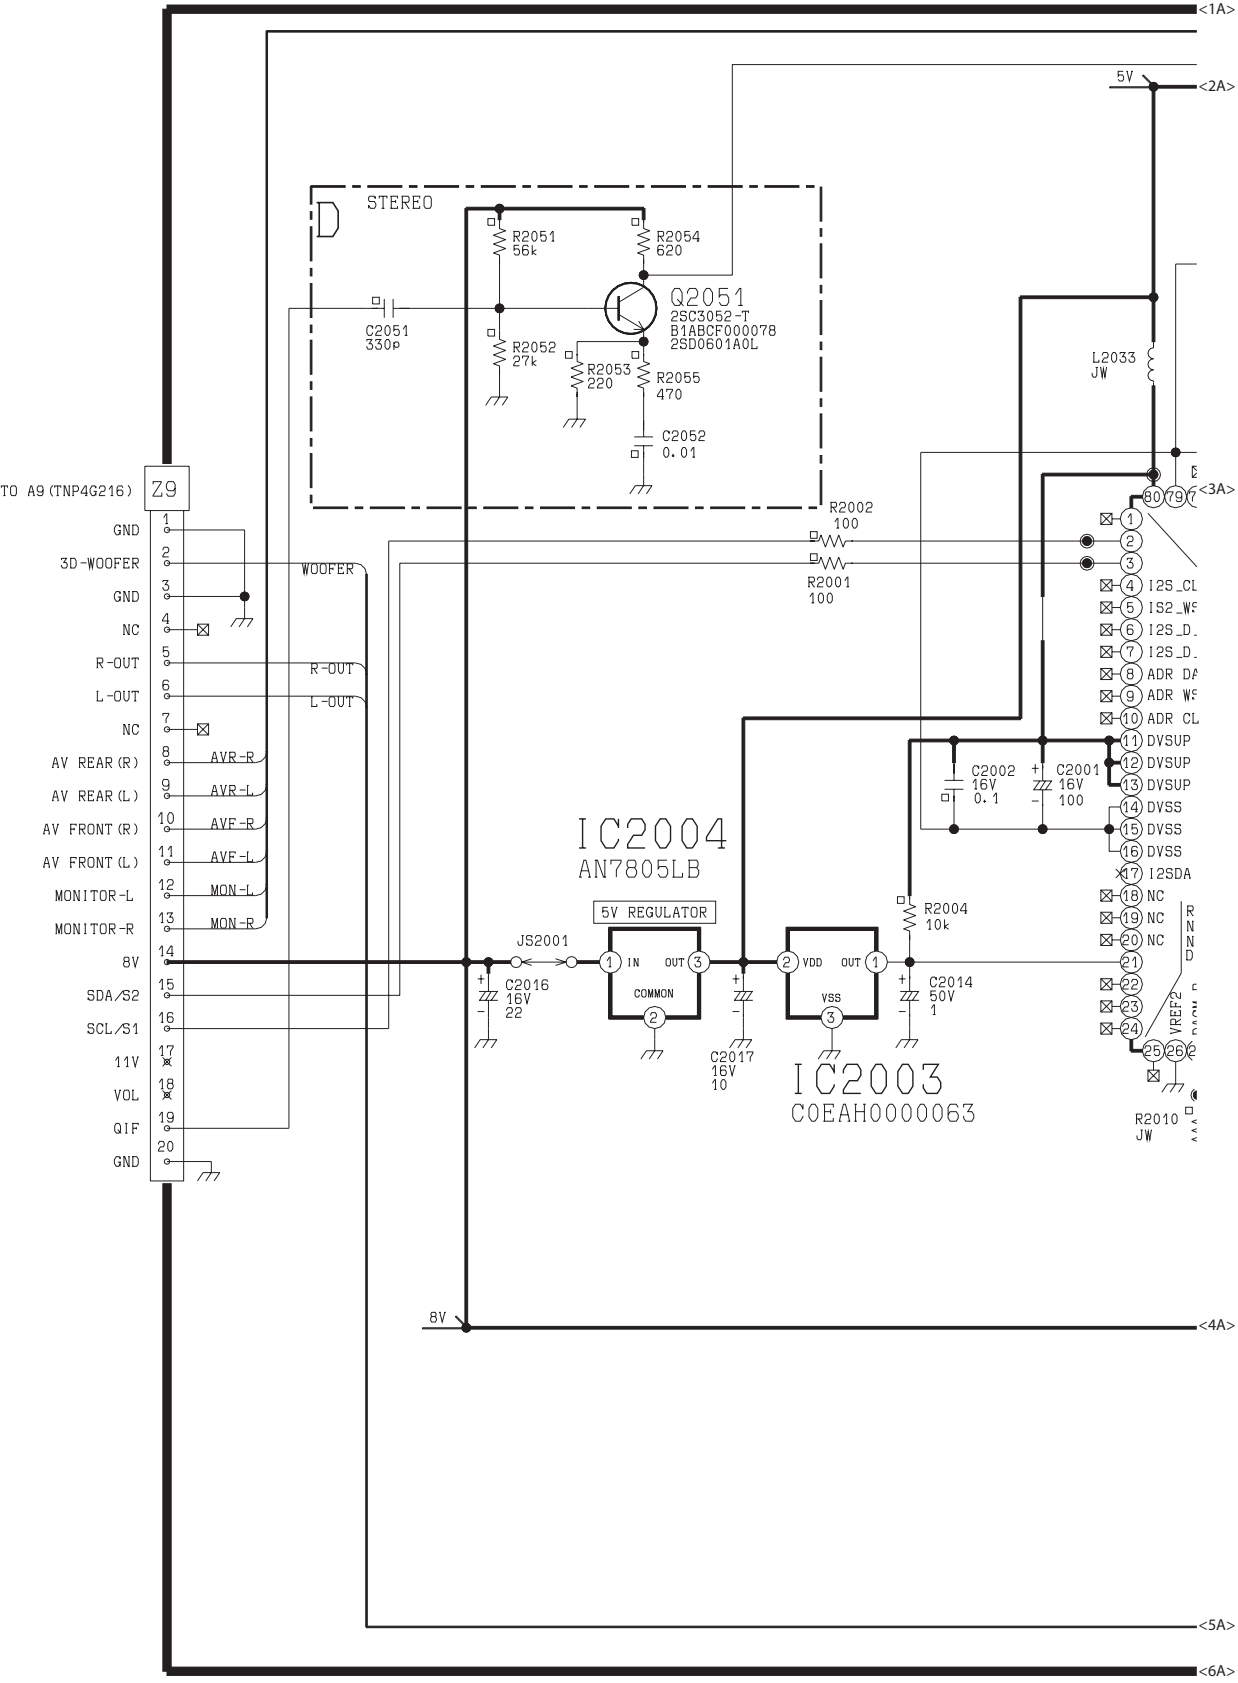 <1A>
5V
<2A>
STEREO
R2051
56k
R2054
620
Q2051
2SC3052-T
B1ABCF000078
2SD0601A0L
C2051
330p
R2052
27k
R2053
220
R2055
470
L2033
JW
C2052
0.01
TO A9(TNP4G216)
Z9
<3A>
80
79
R2002
100
R2001
100
1
GND
2
3D-WOOFER
WOOFER
3
GND
4
NC
5
R-OUT
R-OUT
6
L-OUT
L-OUT
7
NC
8
AV REAR(R)
AVR-R
9
AV REAR(L)
AVR-L
10
AV FRONT(R)
AVF-R
11
AV FRONT(L)
AVF-L
12
MONITOR-L
MON-L
13
MONITOR-R
MON-R
14
8V
15
SDA/S2
16
SCL/S1
17
11V
18
VOL
19
QIF
20
GND
1
2
3
4 I2S_CL
5 IS2_WS
6 I2S_D_
7 I2S_D_
8 ADR DA
9 ADR WS
10 ADR CL
11 DVSUP
12 DVSUP
13 DVSUP
14 DVSS
15 DVSS
16 DVSS
17 I2SDA
18 NC
19 NC
20 NC
21
22
23
24
25
26
VREF2
C2002
16V
0.1
+
C2001
16V
100
-
IC2004
AN7805LB
5V REGULATOR
R2004
10k
JS2001
1 IN
OUT 3
COMMON
2
+
C2016
16V
22
-
+
-
C2017
16V
10
2 VDD
OUT 1
VSS
3
+
C2014
50V
1
-
IC2003
C0EAH0000063
R2010
JW
8V
<4A>
<5A>
<6A>